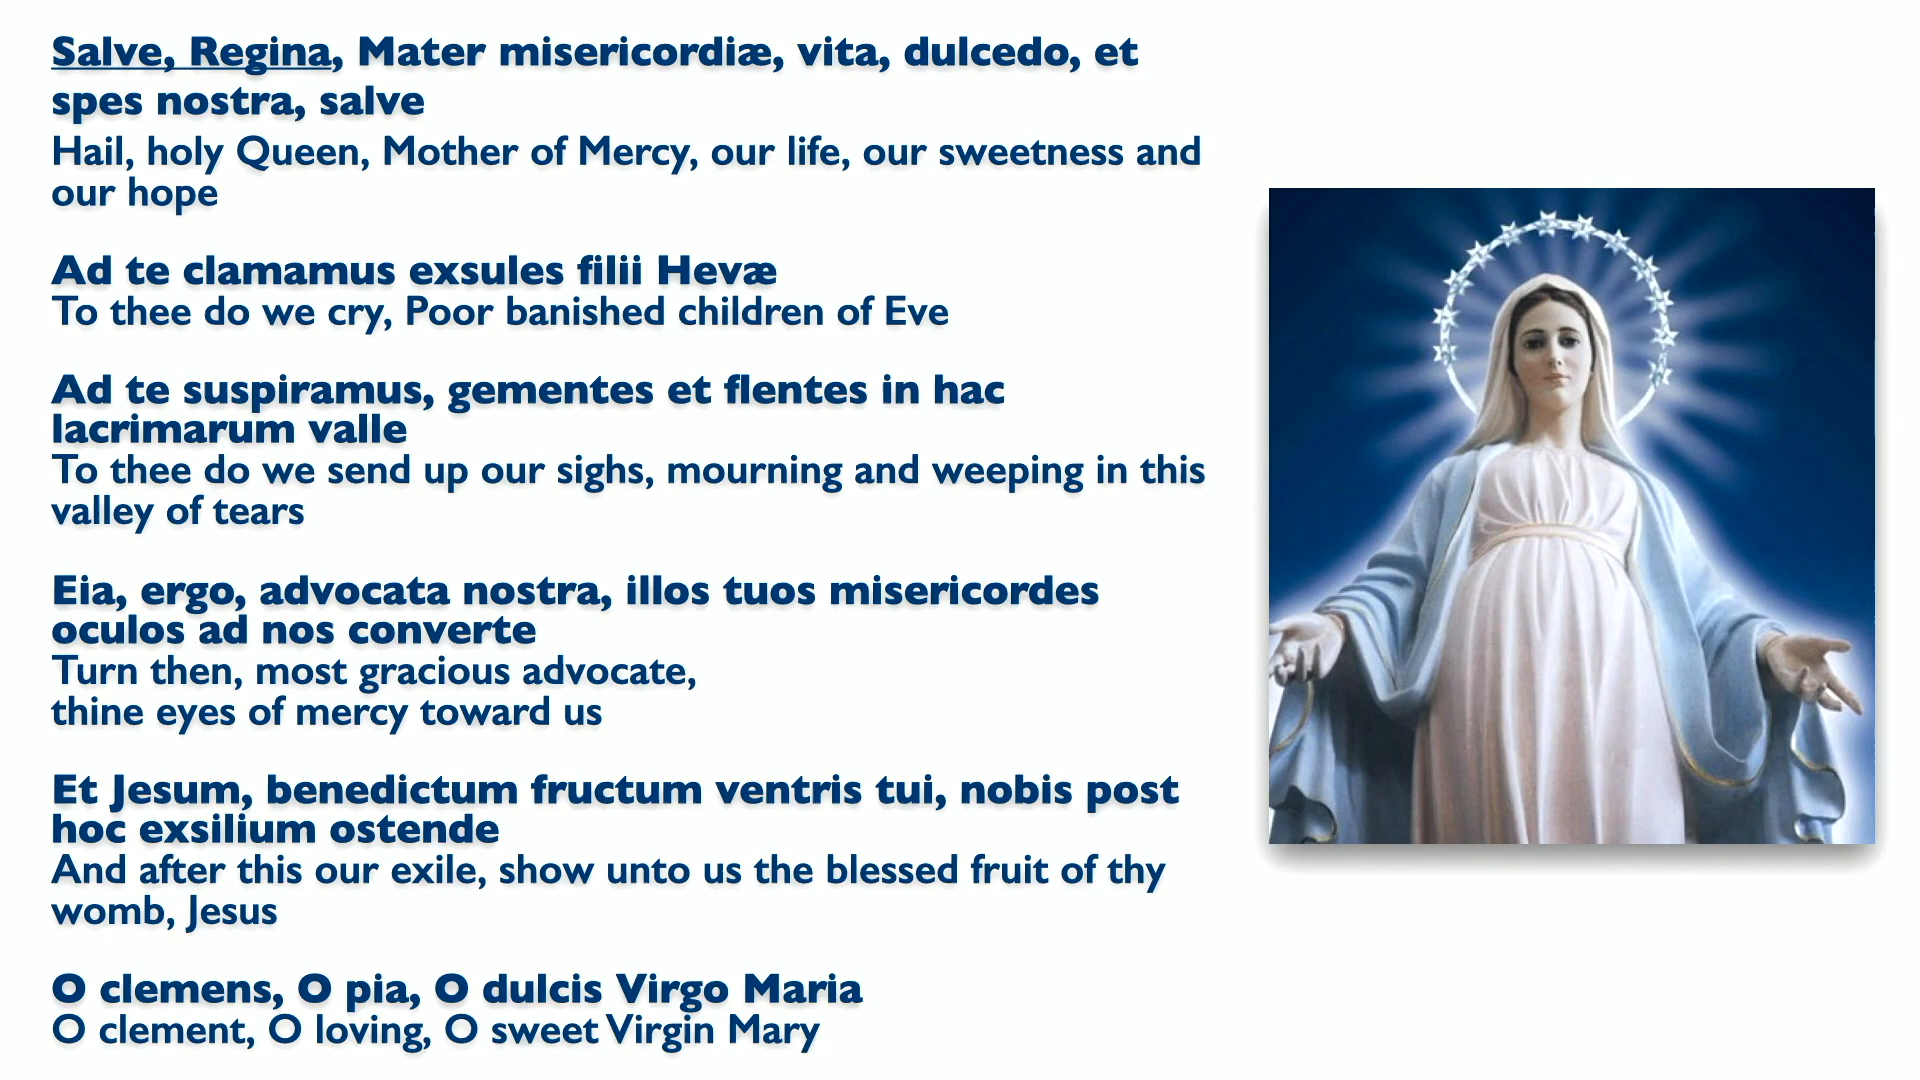 Salve, Regina, Mater misericordiæ, vita, dulcedo, et
spes nostra, salve
Hail, holy Queen, Mother of Mercy, our life, our sweetness and
our hope
Ad te clamamus exsules filii Hevæ
To thee do we cry, Poor banished children of Eve
Ad te suspiramus, gementes et flentes in hac
lacrimarum valle
To thee do we send up our sighs, mourning and weeping in this
valley of tears
Eia, ergo, advocata nostra, illos tuos misericordes
oculos ad nos converte
Turn then, most gracious advocate,
thine eyes of mercy toward us
Et Jesum, benedictum fructum ventris tui, nobis post
hoc exsilium ostende
And after this our exile, show unto us the blessed fruit of thy
womb, Jesus
O clemens, O pia, O dulcis Virgo Maria
O clement, O loving, O sweet Virgin Mary